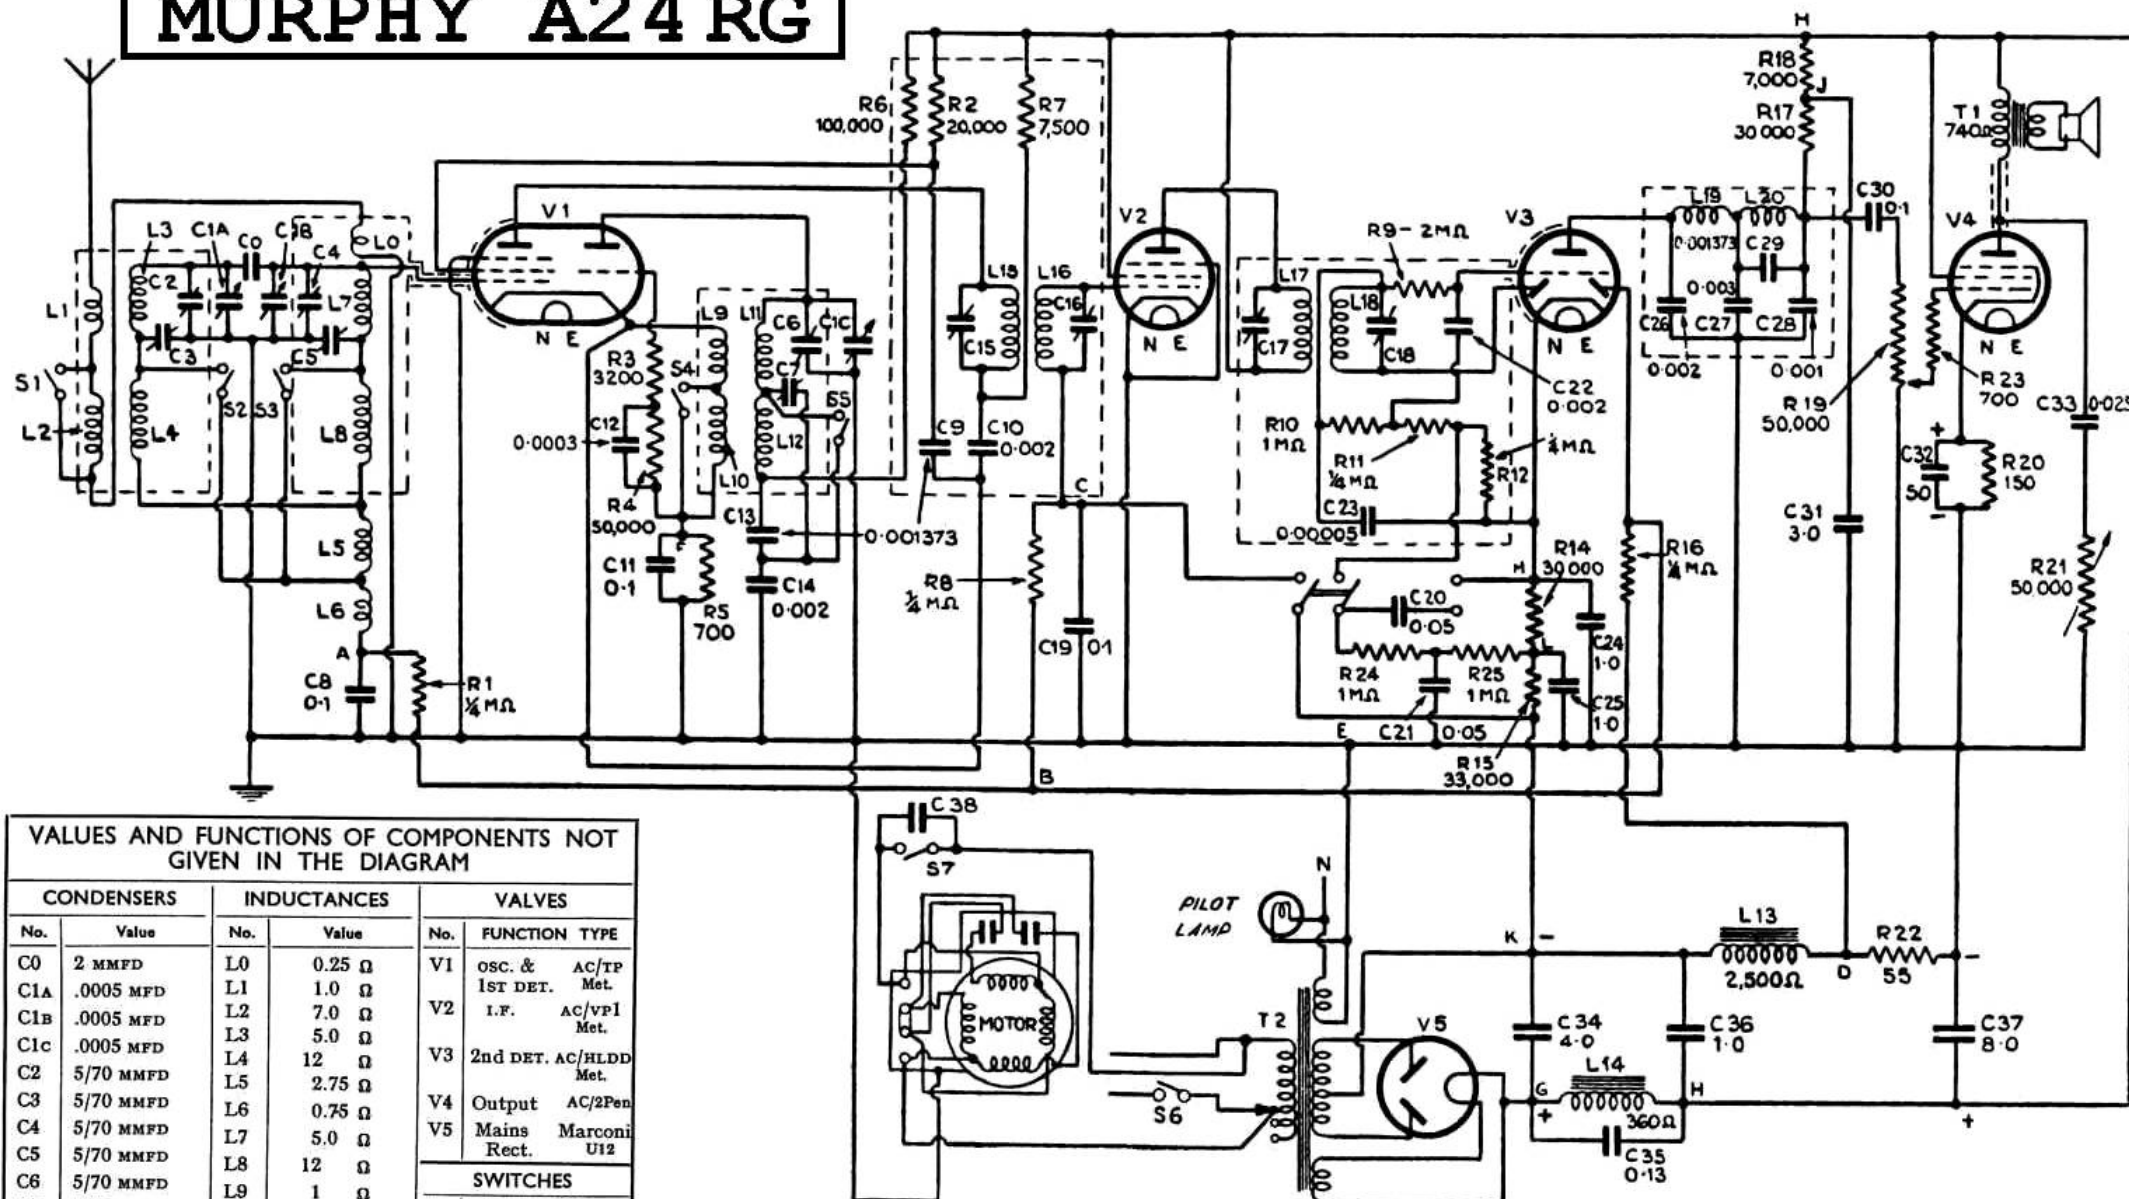 MURPHY A24 RG
H
R18
7,000
J
R17
30 000
T1
740Ω
R6
100,000
R2
20,000
R7
7,500
V1
V2
V3
V4
L19
L20
C30
0.1
0.001373
C29
0.003
C26
C27
C28
0.002
0.001
R9 - 2MΩ
L3
C1A
C0
C1B
C4
L0
C2
L7
L1
C3
C5
S1
S2
S3
L2
L4
L8
L5
L6
A
C8
0.1
R1
¼ MΩ
N E
R3
3200
C12
0.0003
R4
50,000
C11
0.1
F
R5
700
S4
L9
L11
C6
C1C
C7
S5
L12
L10
C13
0.001373
C14
0.002
L15
L16
C15
C16
C9
C10
0.002
C
R8
¼ MΩ
C19
0.1
B
N E
L17
L18
C17
C18
C22
0.002
R10
1MΩ
R11
¼ MΩ
¼ MΩ
R12
C23
0.00005
N E
R14
30000
R16
¼ MΩ
C20
0.05
C24
1.0
L
R24
1MΩ
R25
1MΩ
C25
1.0
E
C21
0.05
R15
33,000
R19
50,000
N E
R23
700
C33
0.025
+
C32
50
-
R20
150
C31
3.0
R21
50,000
C38
S7
MOTOR
PILOT
LAMP
N
T2
S6
V5
K
-
L13
2,500Ω
D
R22
55
-
C34
4.0
C36
1.0
C37
8.0
G
+
L14
360Ω
H
+
C35
0.13
VALUES AND FUNCTIONS OF COMPONENTS NOT
GIVEN IN THE DIAGRAM
CONDENSERS INDUCTANCES VALVES
No. Value No. Value No. FUNCTION TYPE
C0 2 MMFD L0 0.25 Ω V1 OSC. & AC/TP
C1A .0005 MFD L1 1.0 Ω 1ST DET. Met.
C1B .0005 MFD L2 7.0 Ω V2 I.F. AC/VP1
C1C .0005 MFD L3 5.0 Ω Met.
C2 5/70 MMFD L4 12 Ω V3 2nd DET. AC/HLDD
C3 5/70 MMFD L5 2.75 Ω Met.
C4 5/70 MMFD L6 0.75 Ω V4 Output AC/2Pen
C5 5/70 MMFD L7 5.0 Ω V5 Mains Marconi
Rect. U12
C6 5/70 MMFD L8 12 Ω SWITCHES
L9 1 Ω